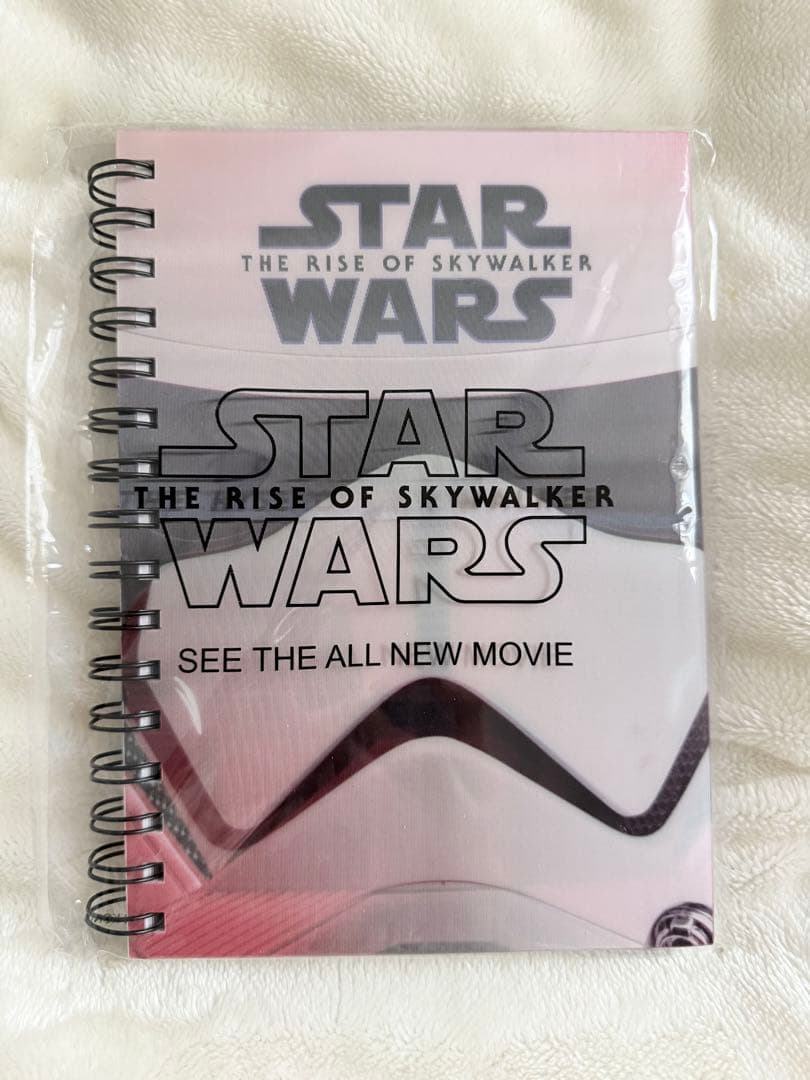 STAR
THE RISE OF SKYWALKER
WARS
STAR
THE RISE OF SKYWALKER
WARS
SEE THE ALL NEW MOVIE